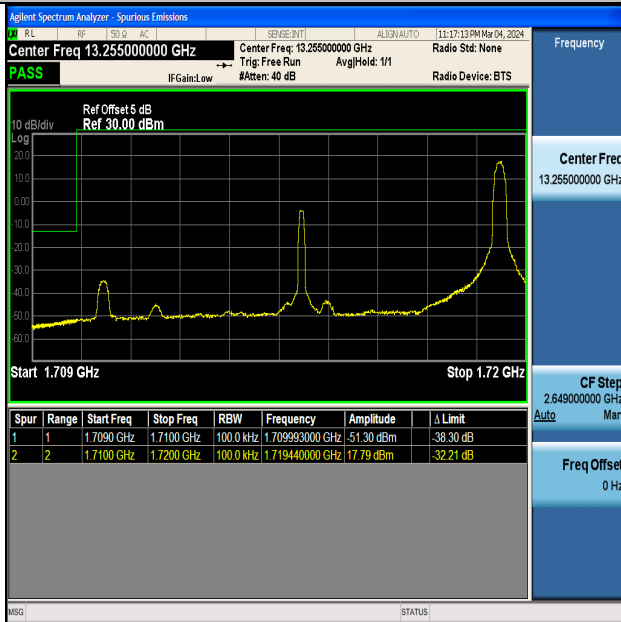 Agilent Spectrum Analyzer - Spurious Emissions
RL RF 50 Ω AC SENSE:INT ALIGN AUTO 11:17:13 PM Mar 04, 2024
Center Freq 13.255000000 GHz
Center Freq: 13.255000000 GHz
Radio Std: None
Trig: Free Run Avg|Hold: 1/1
PASS
IFGain:Low
#Atten: 40 dB
Radio Device: BTS
Frequency
Ref Offset 5 dB
10 dB/div Ref 30.00 dBm
Log
20.0
10.0
0.00
-10.0
-20.0
-30.0
-40.0
-50.0
-60.0
Start 1.709 GHz Stop 1.72 GHz
Spur Range Start Freq Stop Freq RBW Frequency Amplitude Δ Limit
1 1 1.7090 GHz 1.7100 GHz 100.0 kHz 1.709993000 GHz -51.30 dBm -38.30 dB
2 2 1.7100 GHz 1.7200 GHz 100.0 kHz 1.719440000 GHz 17.79 dBm -32.21 dB
Center Freq
13.255000000 GHz
CF Step
2.649000000 GHz
Auto Man
Freq Offset
0 Hz
MSG STATUS